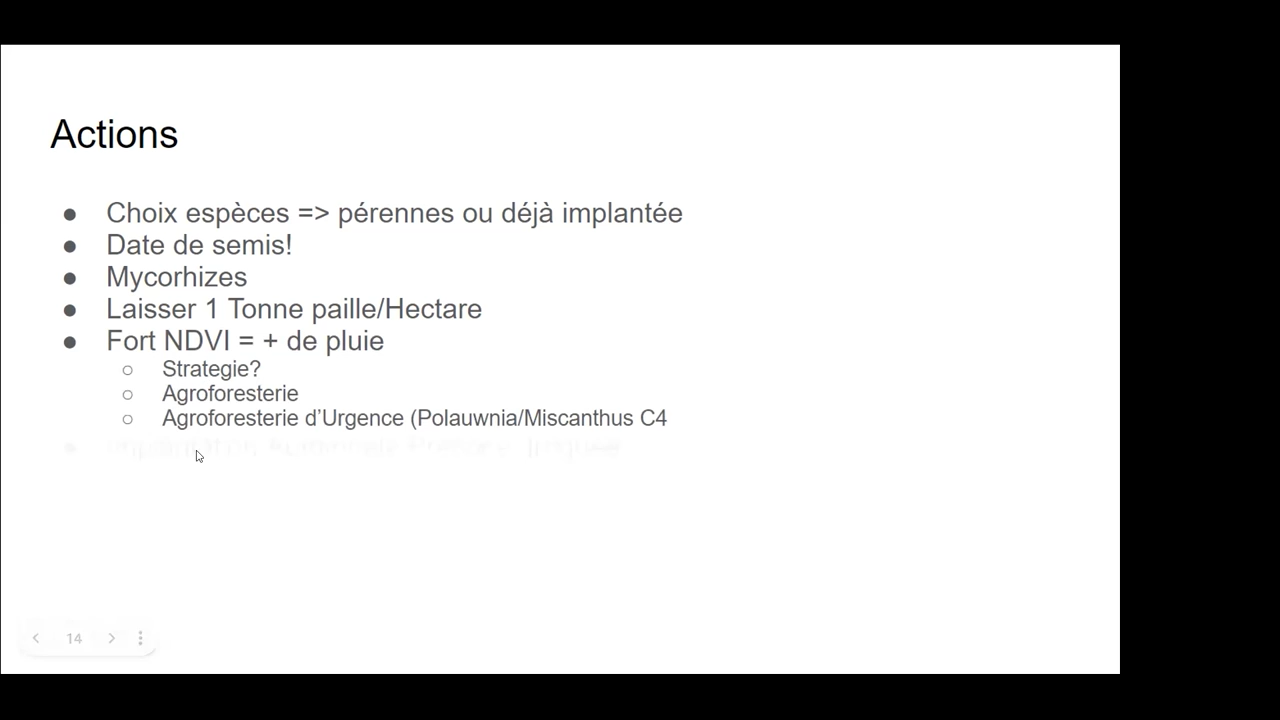 Actions
● Choix espèces => pérennes ou déjà implantée
● Date de semis!
● Mycorhizes
● Laisser 1 Tonne paille/Hectare
● Fort NDVI = + de pluie
○ Strategie?
○ Agroforesterie
○ Agroforesterie d'Urgence (Polauwnia/Miscanthus C4
14